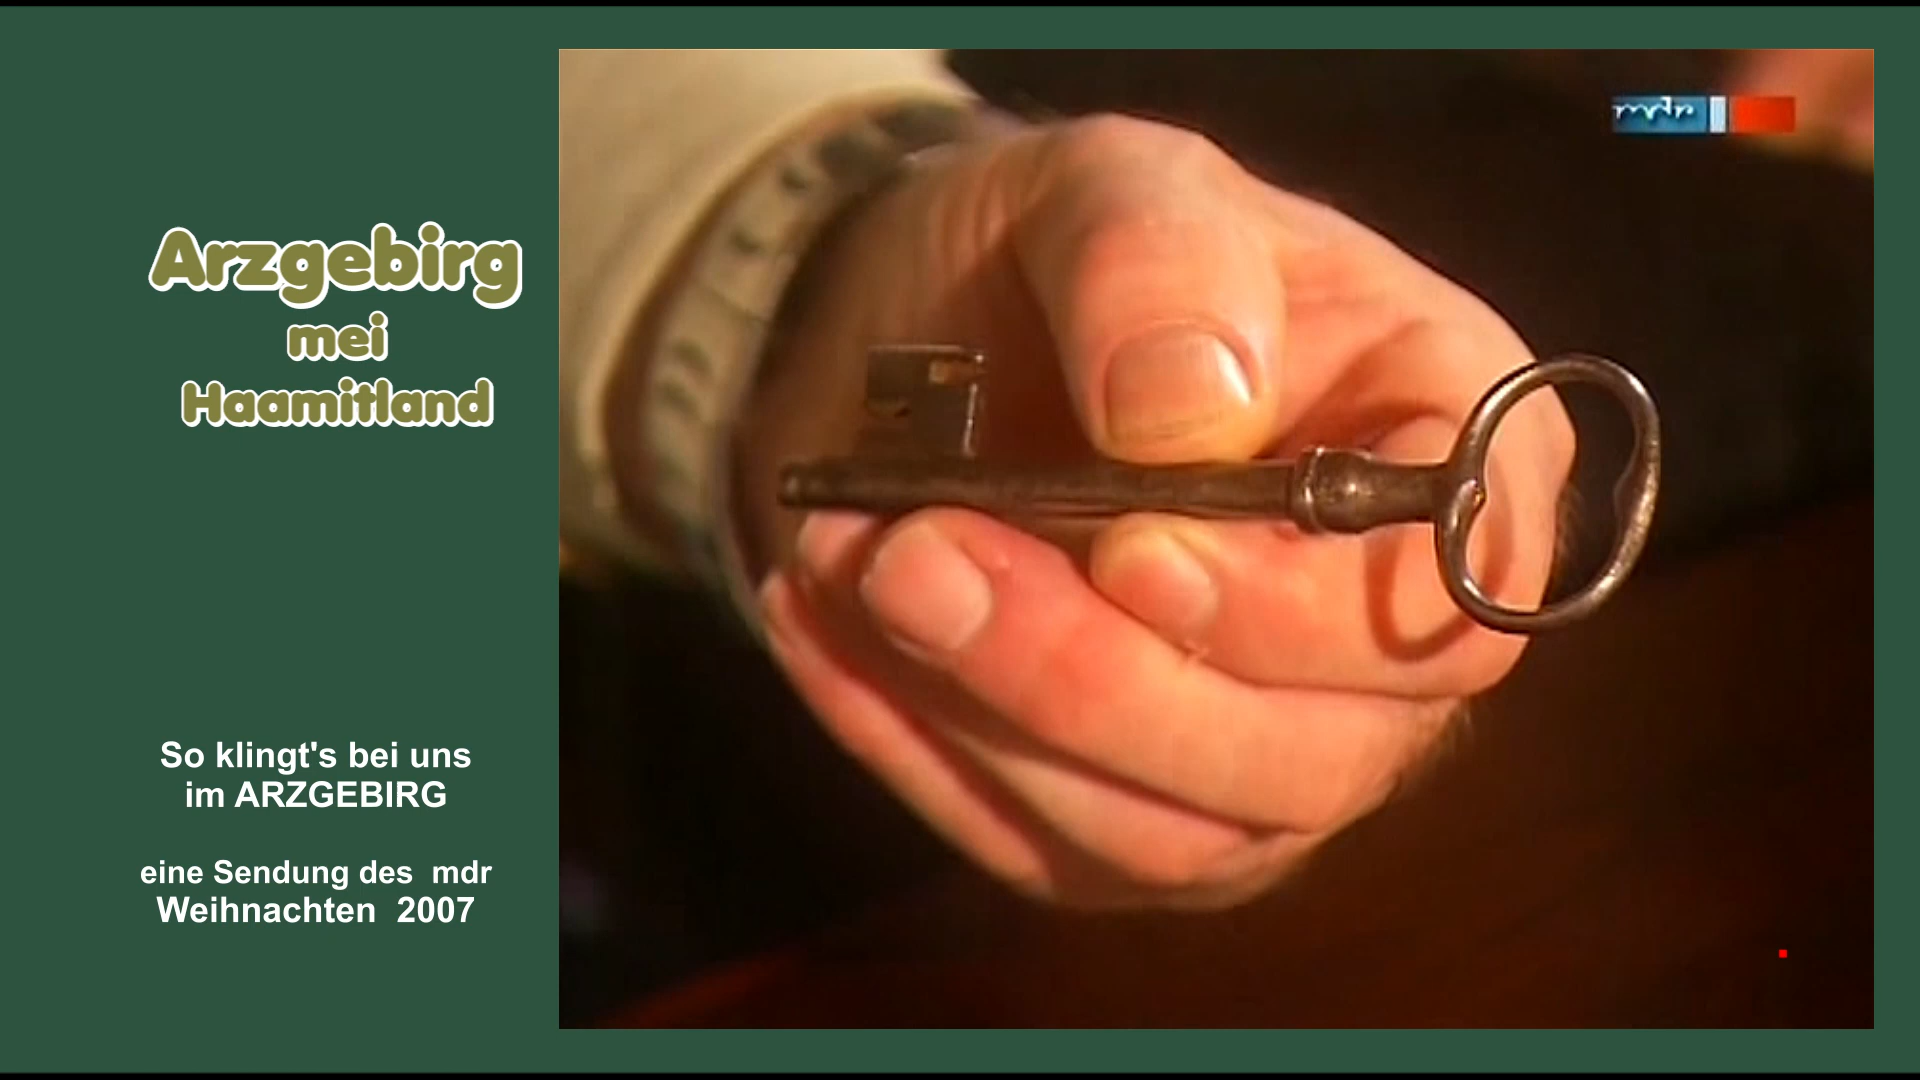 Arzgebirg
mei
Haamitland
So klingt's bei uns
im ARZGEBIRG
eine Sendung des mdr
Weihnachten 2007
mdr